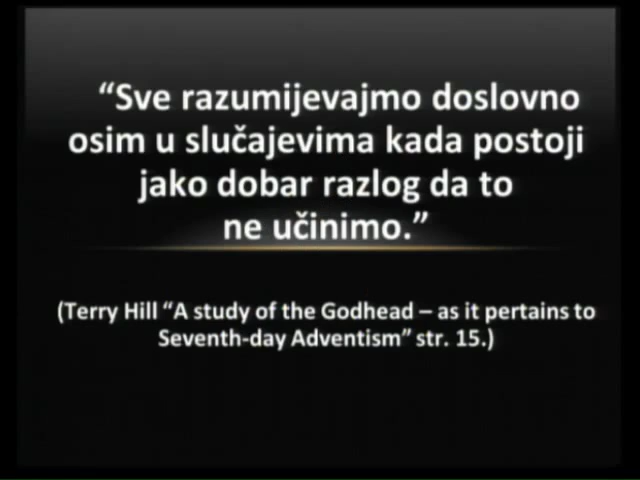 “Sve razumijevajmo doslovno
osim u slučajevima kada postoji
jako dobar razlog da to
ne učinimo.”
(Terry Hill “A study of the Godhead – as it pertains to
Seventh-day Adventism” str. 15.)